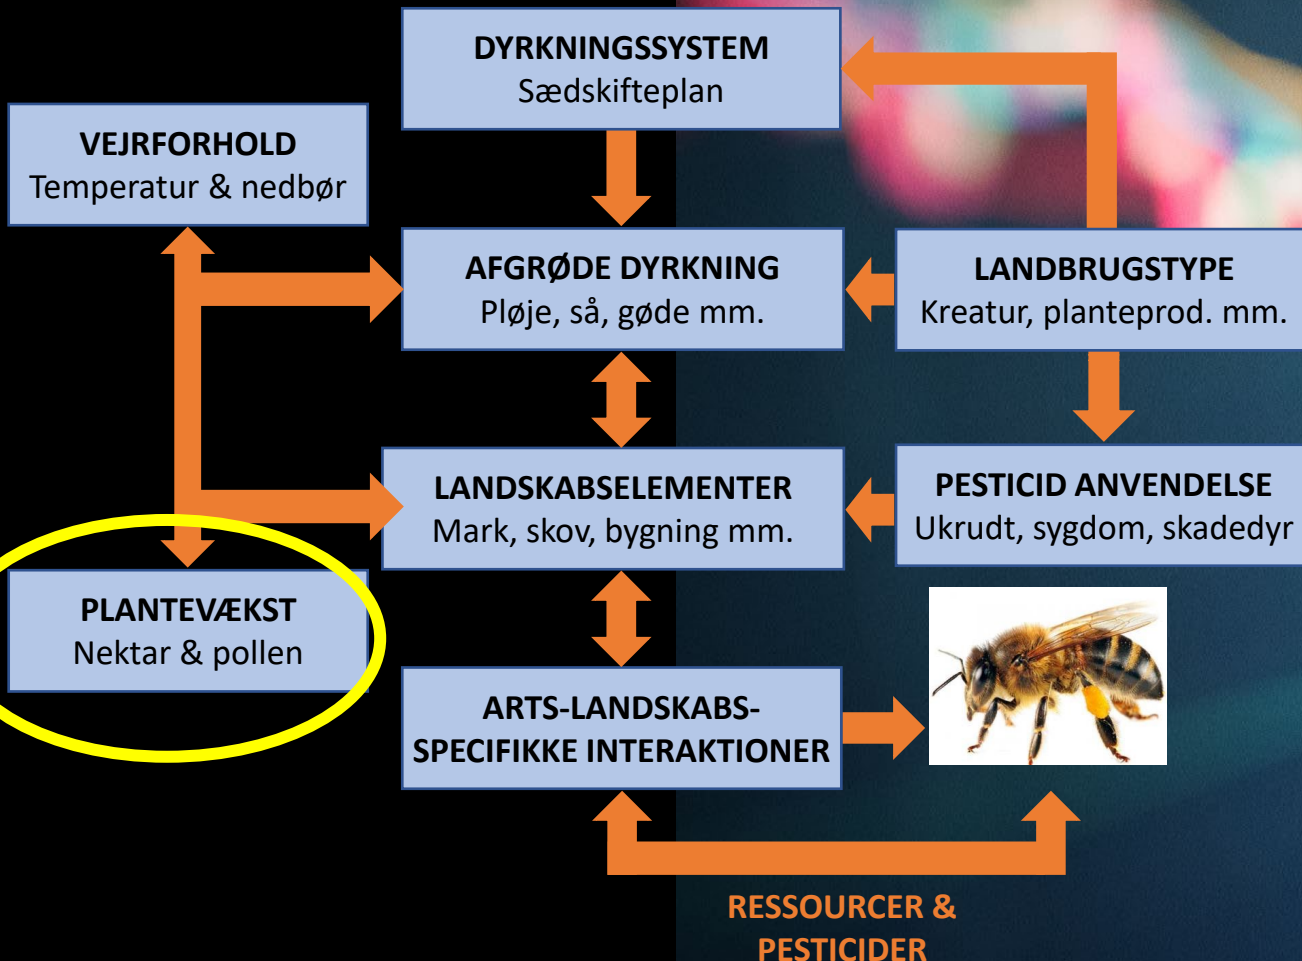 DYRKNINGSSYSTEM
Sædskifteplan
VEJRFORHOLD
Temperatur & nedbør
AFGRØDE DYRKNING
Pløje, så, gøde mm.
LANDBRUGSTYPE
Kreatur, planteprod. mm.
LANDSKABSELEMENTER
Mark, skov, bygning mm.
PESTICID ANVENDELSE
Ukrudt, sygdom, skadedyr
PLANTEVÆKST
Nektar & pollen
ARTS-LANDSKABS-
SPECIFIKKE INTERAKTIONER
RESSOURCER &
PESTICIDER